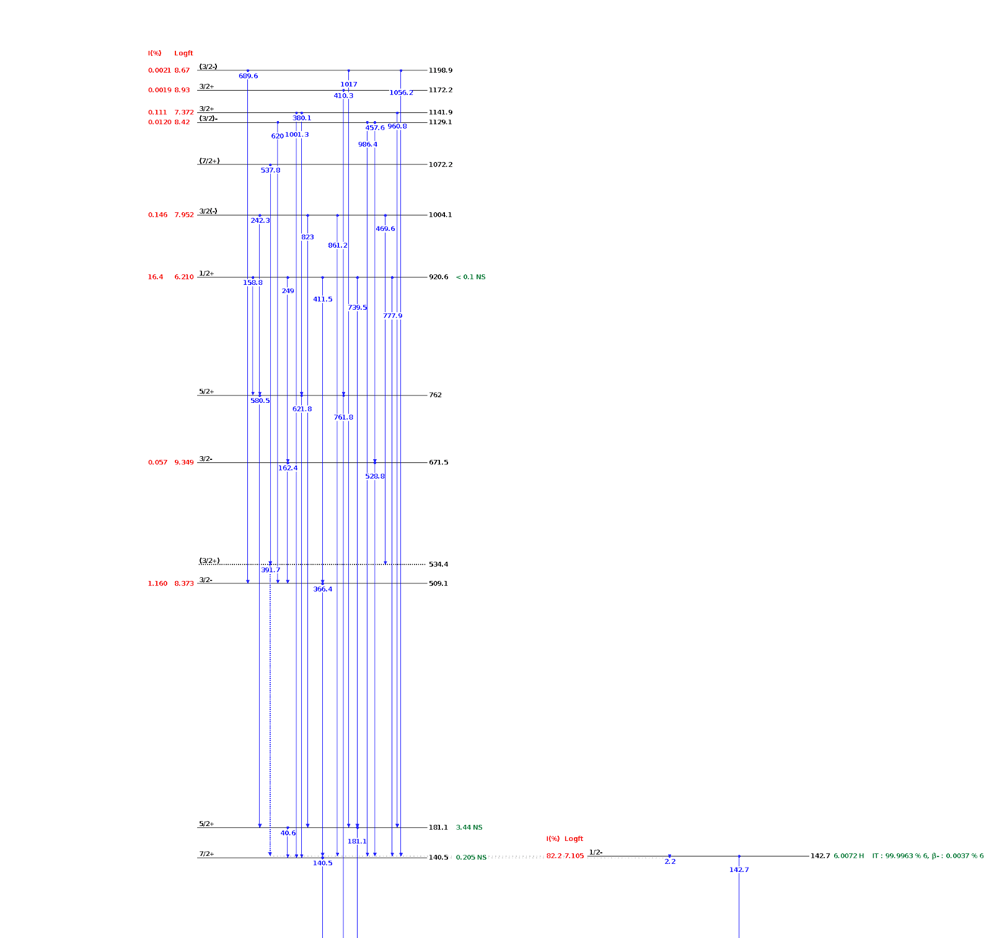 I(%) Logft
0.0021 8.67 (3/2-) 1198.9
689.6
1017
0.0019 8.93 3/2+ 1172.2
410.3
1056.2
0.111 7.372 3/2+ 1141.9
380.1
0.0120 8.42 (3/2)- 1129.1
457.6 960.8
620 1001.3
986.4
(7/2+) 1072.2
537.8
0.146 7.952 3/2(-) 1004.1
242.3
469.6
823
861.2
16.4 6.210 1/2+ 920.6 < 0.1 NS
158.8
249
411.5
739.5
777.9
5/2+ 762
580.5
621.8
761.8
0.057 9.349 3/2- 671.5
162.4
528.8
(3/2+) 534.4
391.7
1.160 8.373 3/2- 509.1
366.4
5/2+ 181.1 3.44 NS
40.6
181.1
I(%) Logft
7/2+ 140.5 0.205 NS
140.5
82.2 7.105 1/2- 142.7 6.0072 H IT : 99.9963 % 6, β- : 0.0037 % 6
2.2
142.7